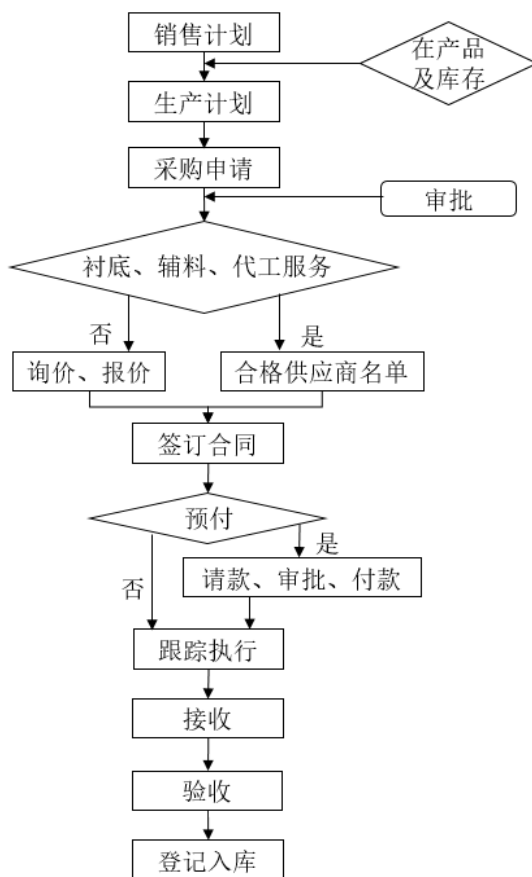 销售计划
在产品
及库存
生产计划
采购申请
审批
衬底、辅料、代工服务
否
是
询价、报价
合格供应商名单
签订合同
预付
是
否
请款、审批、付款
跟踪执行
接收
验收
登记入库